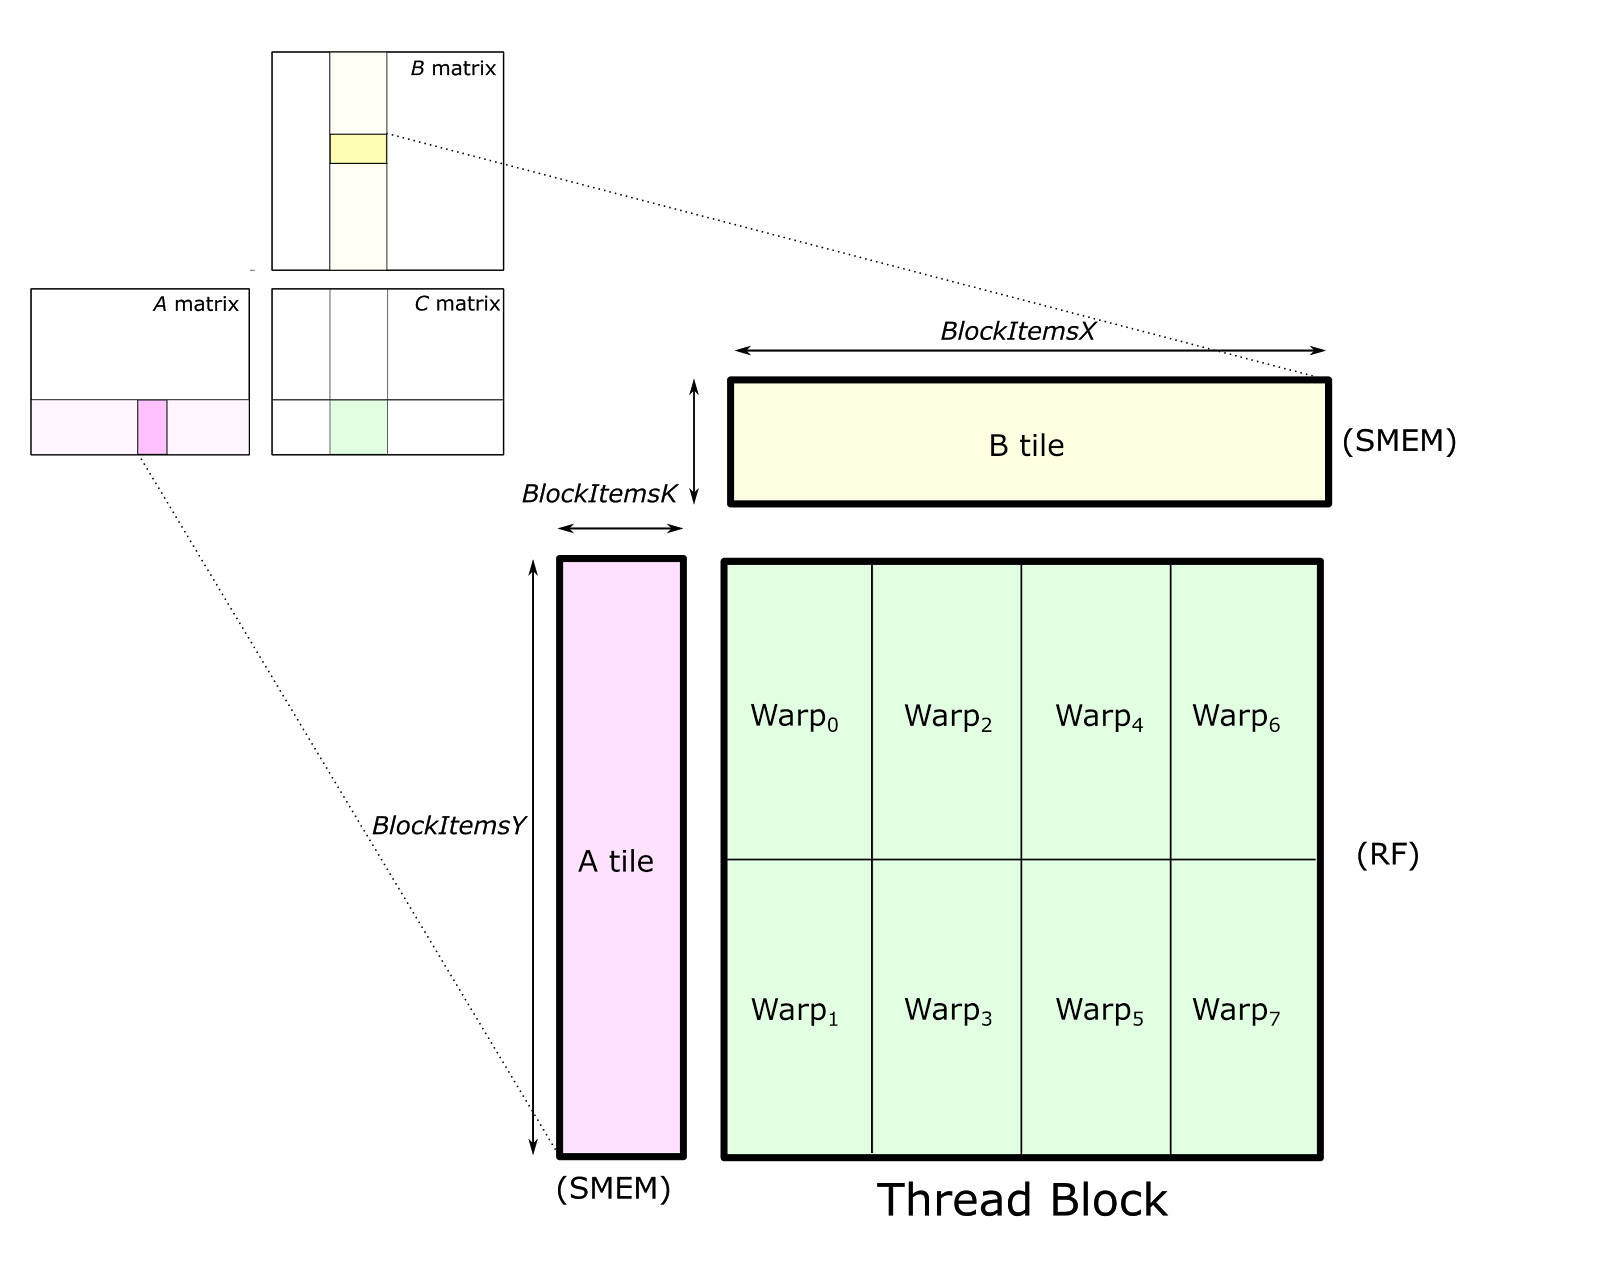 B matrix
A matrix
C matrix
BlockItemsX
B tile
(SMEM)
BlockItemsK
Warp₀ Warp₂ Warp₄ Warp₆
BlockItemsY
A tile
(RF)
Warp₁ Warp₃ Warp₅ Warp₇
(SMEM)
Thread Block